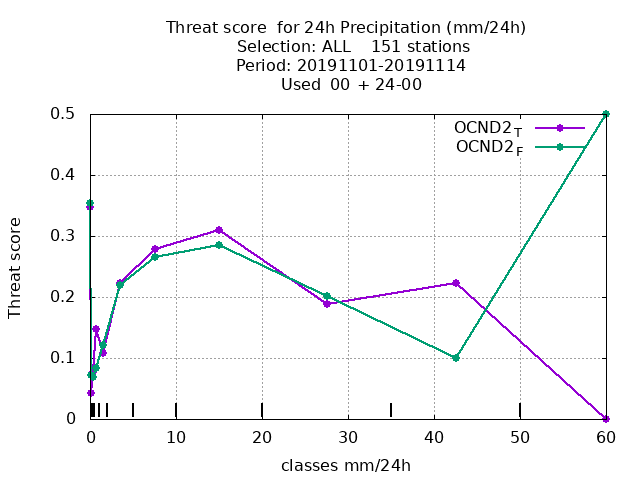 Threat score  for 24h Precipitation (mm/24h)
Selection: ALL    151 stations
Period: 20191101-20191114
Used  00 + 24-00
OCND2T
OCND2F
0.5
0.4
0.3
0.2
0.1
0
Threat score
0 10 20 30 40 50 60
classes mm/24h